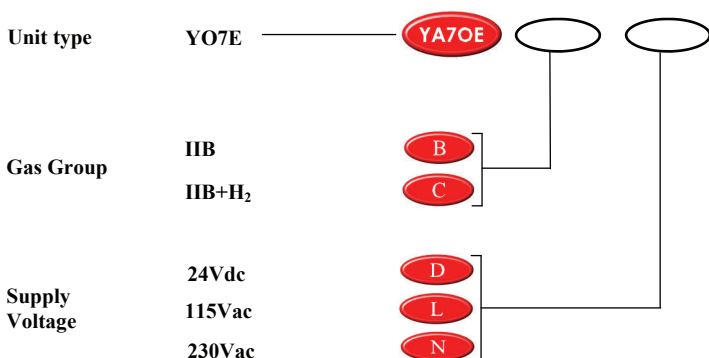 Unit type YO7E YA7OE
Gas Group
IIB B
IIB+H₂ C
Supply Voltage
24Vdc D
115Vac L
230Vac N